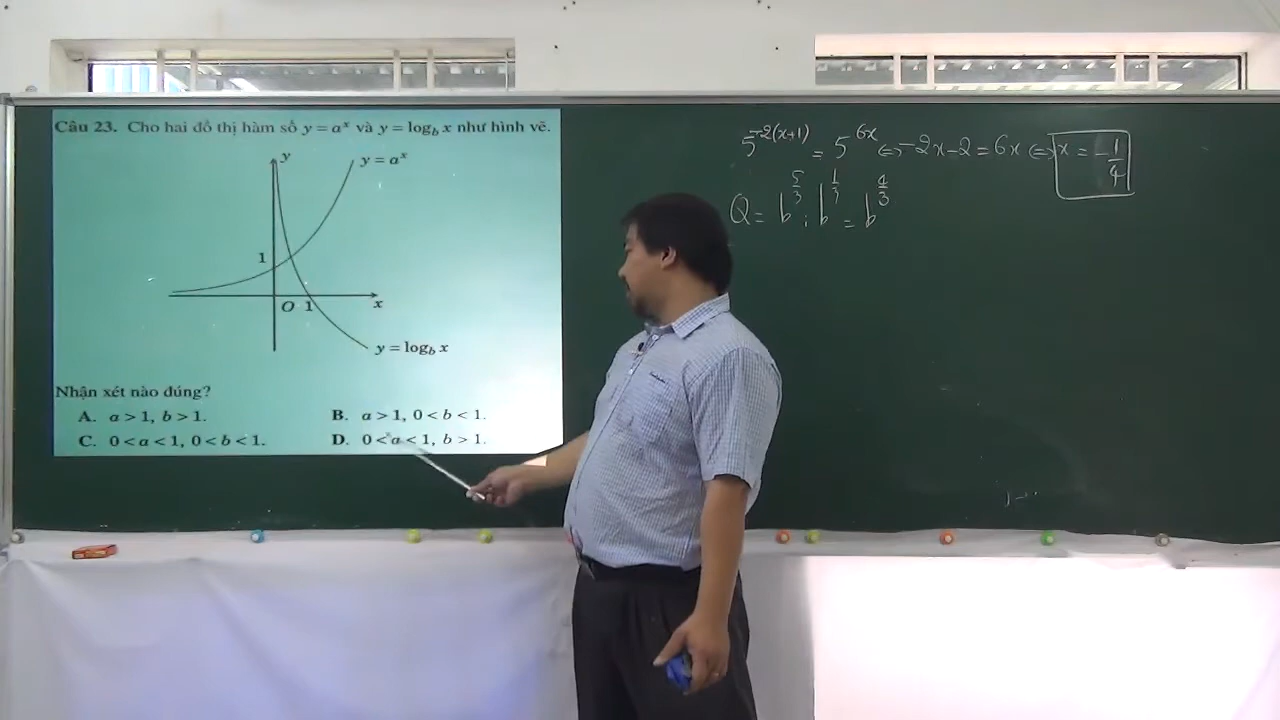 Câu 23. Cho hai đồ thị hàm số y = aˣ và y = log_b x như hình vẽ.
y
y = aˣ
1
O 1 x
y = log_b x
Nhận xét nào đúng?
A. a > 1, b > 1.
B. a > 1, 0 < b < 1.
C. 0 < a < 1, 0 < b < 1.
D. 0 < a < 1, b > 1.
5^{-2(x+1)} = 5^{6x} ⇔ -2x-2 = 6x ⇔ x = -1/4
Q = b^{5/3} : b^{1/3} = b^{4/3}